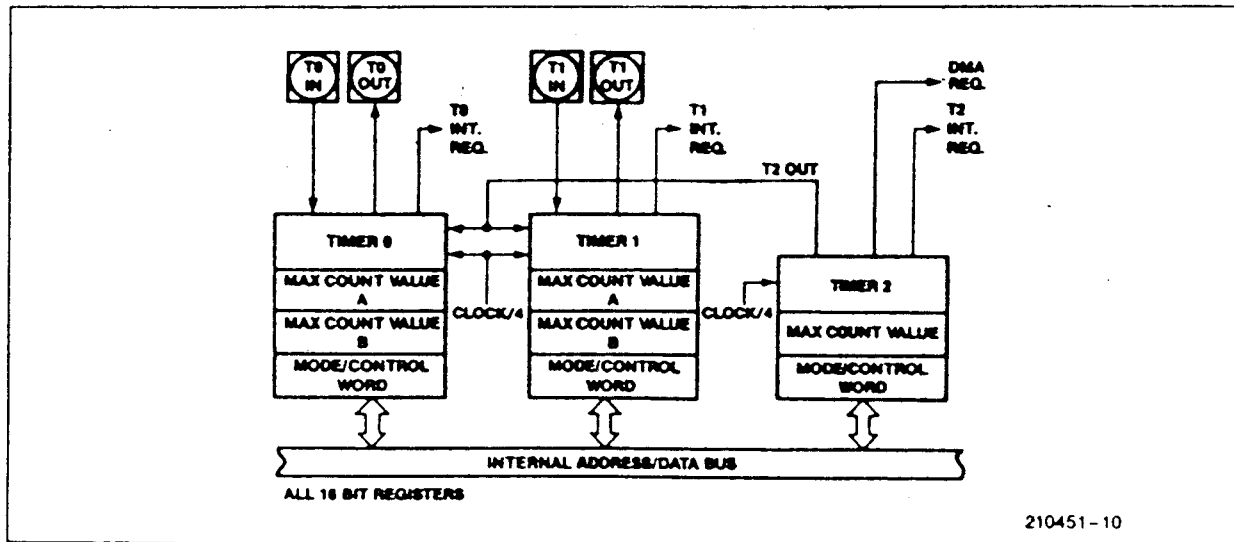 T0
IN
T0
OUT
T1
IN
T1
OUT
DMA
REQ.
T0
INT.
REQ.
T1
INT.
REQ.
T2
INT.
REQ.
T2 OUT
TIMER 0
MAX COUNT VALUE
A
MAX COUNT VALUE
B
MODE/CONTROL
WORD
CLOCK/4
TIMER 1
MAX COUNT VALUE
A
MAX COUNT VALUE
B
MODE/CONTROL
WORD
CLOCK/4
TIMER 2
MAX COUNT VALUE
MODE/CONTROL
WORD
INTERNAL ADDRESS/DATA BUS
ALL 16 BIT REGISTERS
210451-10